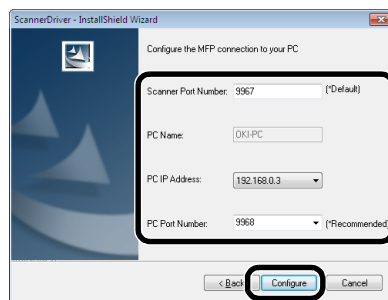 ScannerDriver - InstallShield Wizard
Configure the MFP connection to your PC
Scanner Port Number: 9967 (*Default)
PC Name: OKI-PC
PC IP Address: 192.168.0.3
PC Port Number: 9968 (*Recommended)
< Back Configure Cancel